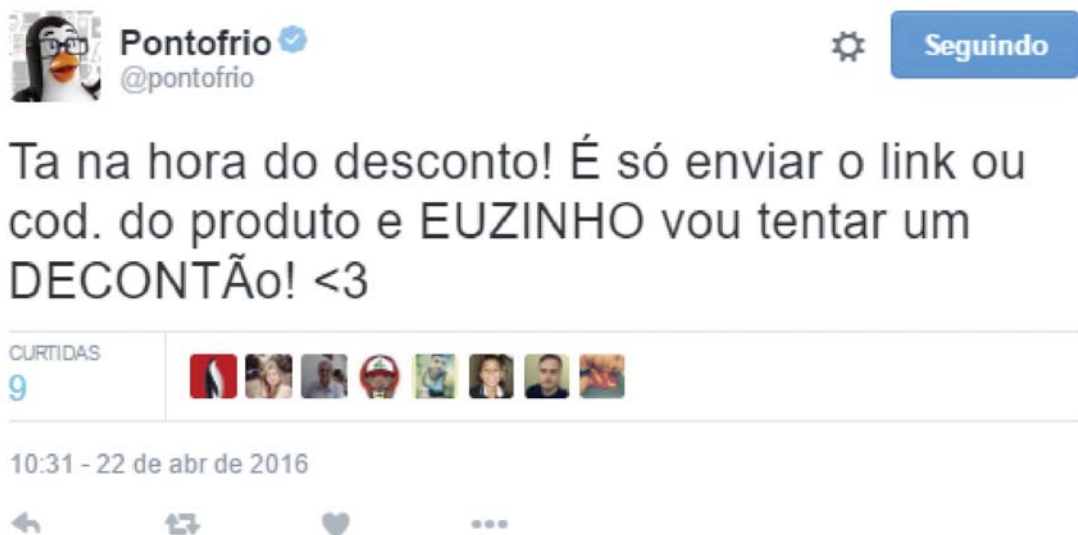 Pontofrio
@pontofrio
Seguindo
Ta na hora do desconto! É só enviar o link ou
cod. do produto e EUZINHO vou tentar um
DECONTÃo! <3
CURTIDAS
9
10:31 - 22 de abr de 2016